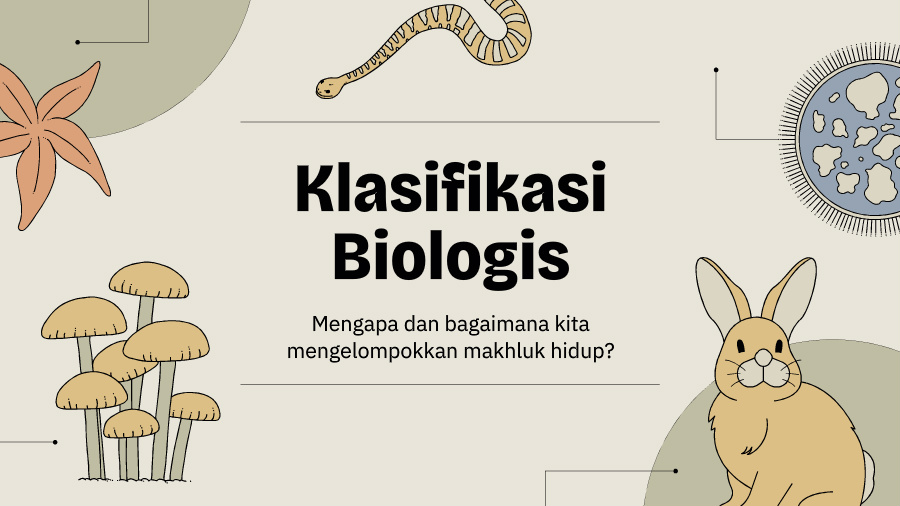 Klasifikasi
Biologis
Mengapa dan bagaimana kita
mengelompokkan makhluk hidup?